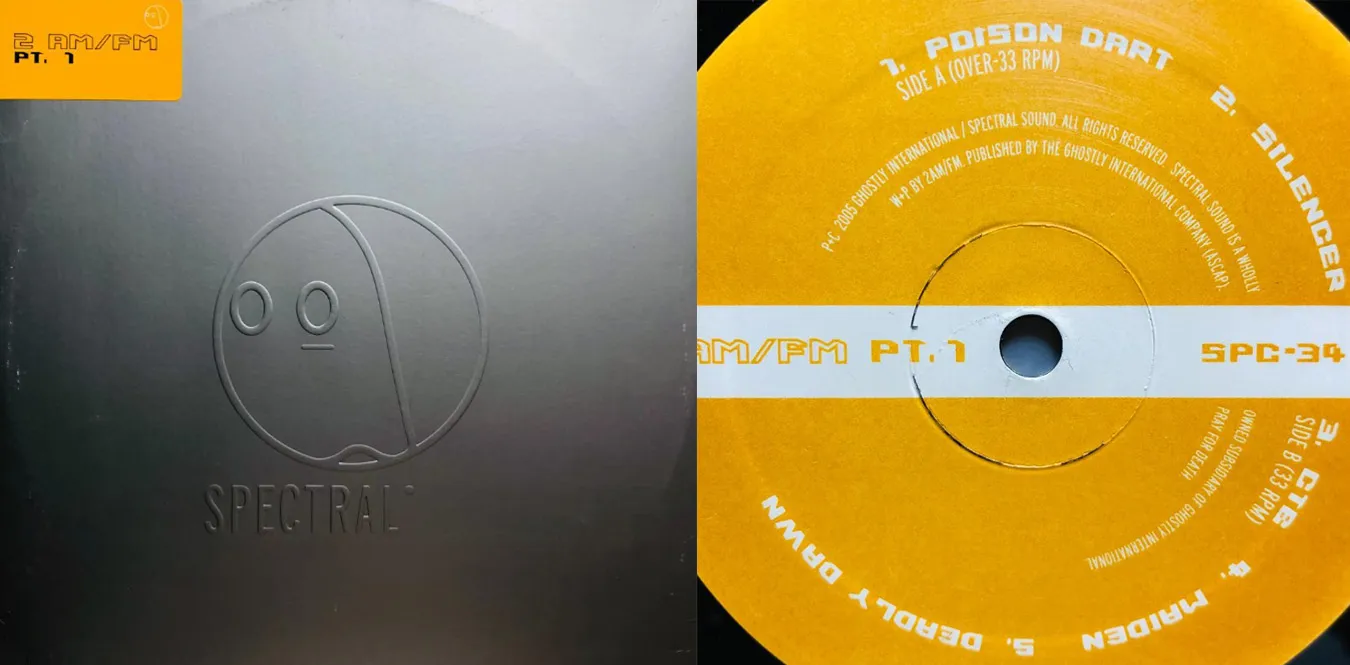 2 AM/FM
PT. 1
SPECTRAL
1. POISON DART
SIDE A (OVER-33 RPM)
2. SILENCER
P+C 2005 GHOSTLY INTERNATIONAL / SPECTRAL SOUND. ALL RIGHTS RESERVED. SPECTRAL SOUND IS A WHOLLY
W+P BY 2AM/FM. PUBLISHED BY THE GHOSTLY INTERNATIONAL COMPANY (ASCAP).
AM/FM PT. 1
SPC-34
3. CTB
SIDE B (33 RPM)
OWNED SUBSIDIARY OF GHOSTLY INTERNATIONAL
PRAY FOR DEATH
4. MAIDEN
5. DEADLY DAWN